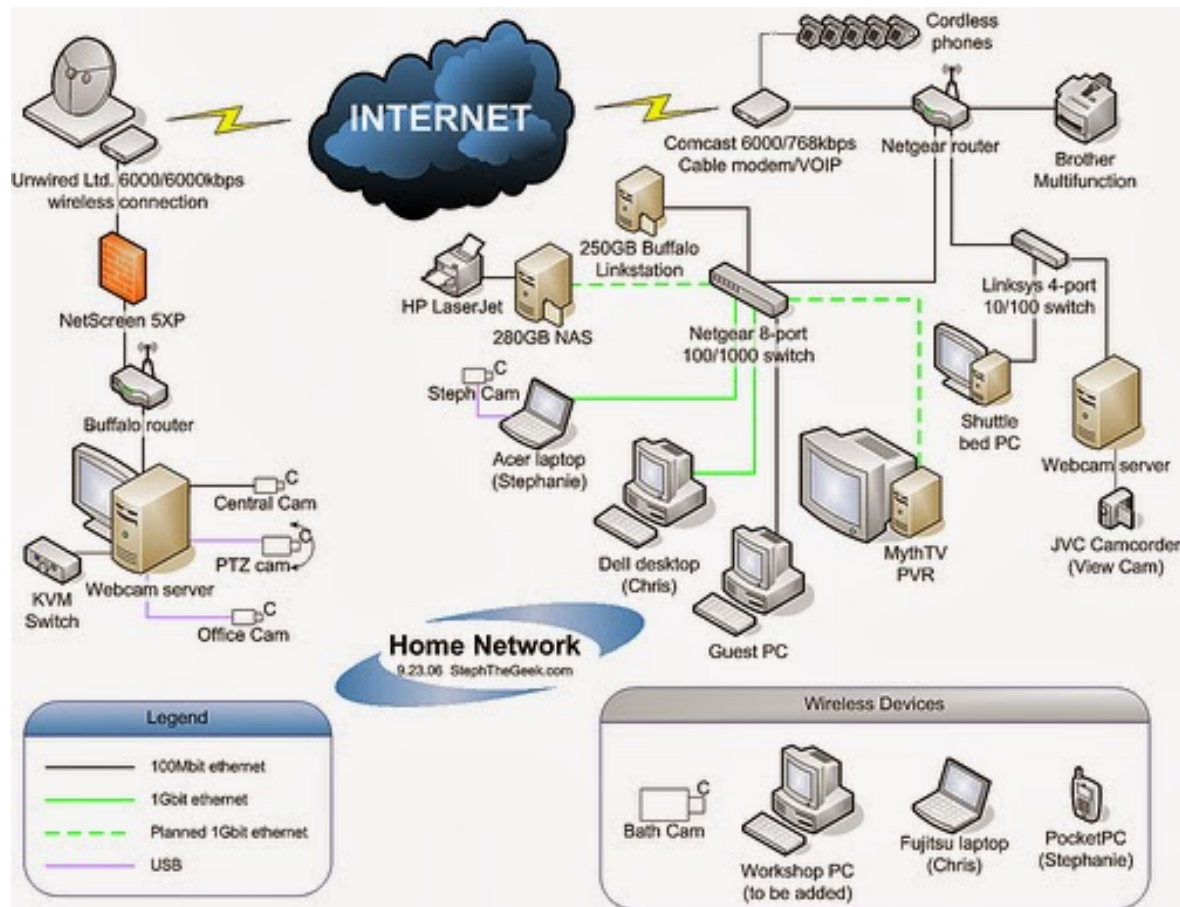 Cordless
phones
INTERNET
Comcast 6000/768kbps
Cable modem/VOIP
Netgear router
Brother
Multifunction
Unwired Ltd. 6000/6000kbps
wireless connection
250GB Buffalo
Linkstation
HP LaserJet
280GB NAS
Netgear 8-port
100/1000 switch
Linksys 4-port
10/100 switch
NetScreen 5XP
C
Steph Cam
Buffalo router
Acer laptop
(Stephanie)
Shuttle
bed PC
Webcam server
C
Central Cam
C
PTZ cam
Webcam server
KVM
Switch
C
Office Cam
Dell desktop
(Chris)
MythTV
PVR
JVC Camcorder
(View Cam)
Guest PC
Home Network
9.23.06 StephTheGeek.com
Legend
100Mbit ethernet
1Gbit ethernet
Planned 1Gbit ethernet
USB
Wireless Devices
C
Bath Cam
Workshop PC
(to be added)
Fujitsu laptop
(Chris)
PocketPC
(Stephanie)